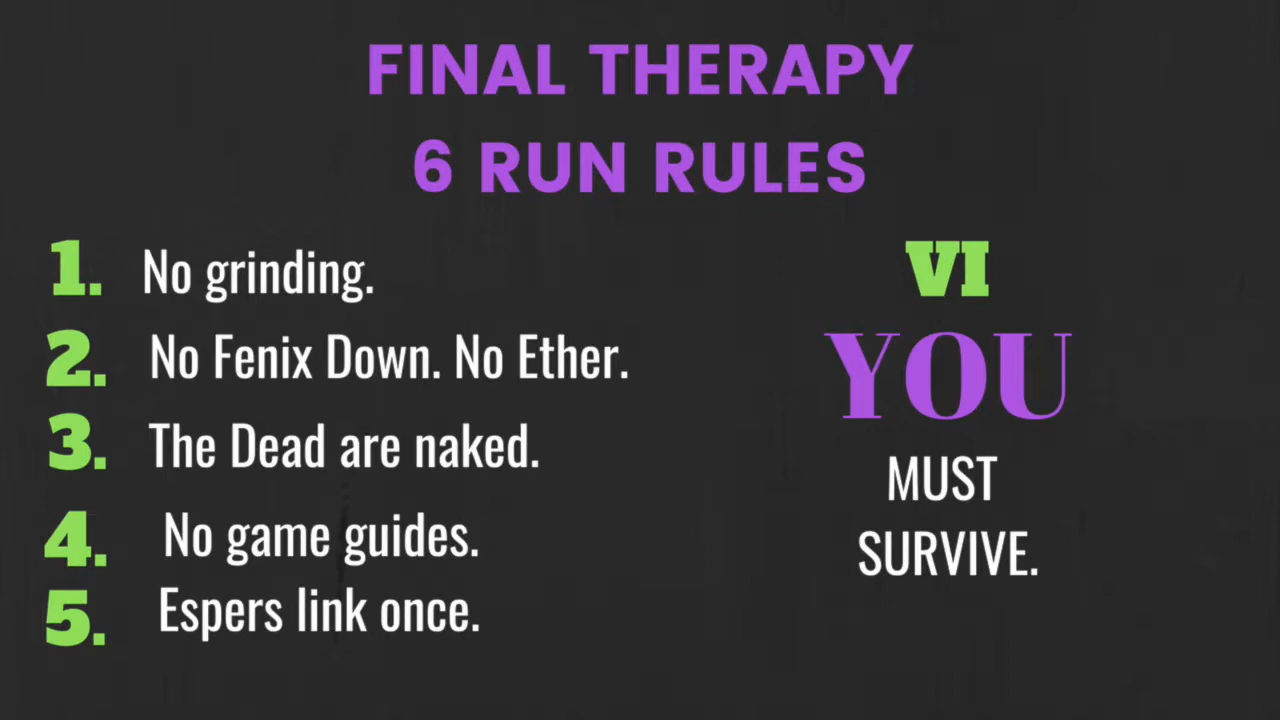 FINAL THERAPY
6 RUN RULES
1. No grinding.
2. No Fenix Down. No Ether.
3. The Dead are naked.
4. No game guides.
5. Espers link once.
VI
YOU
MUST
SURVIVE.